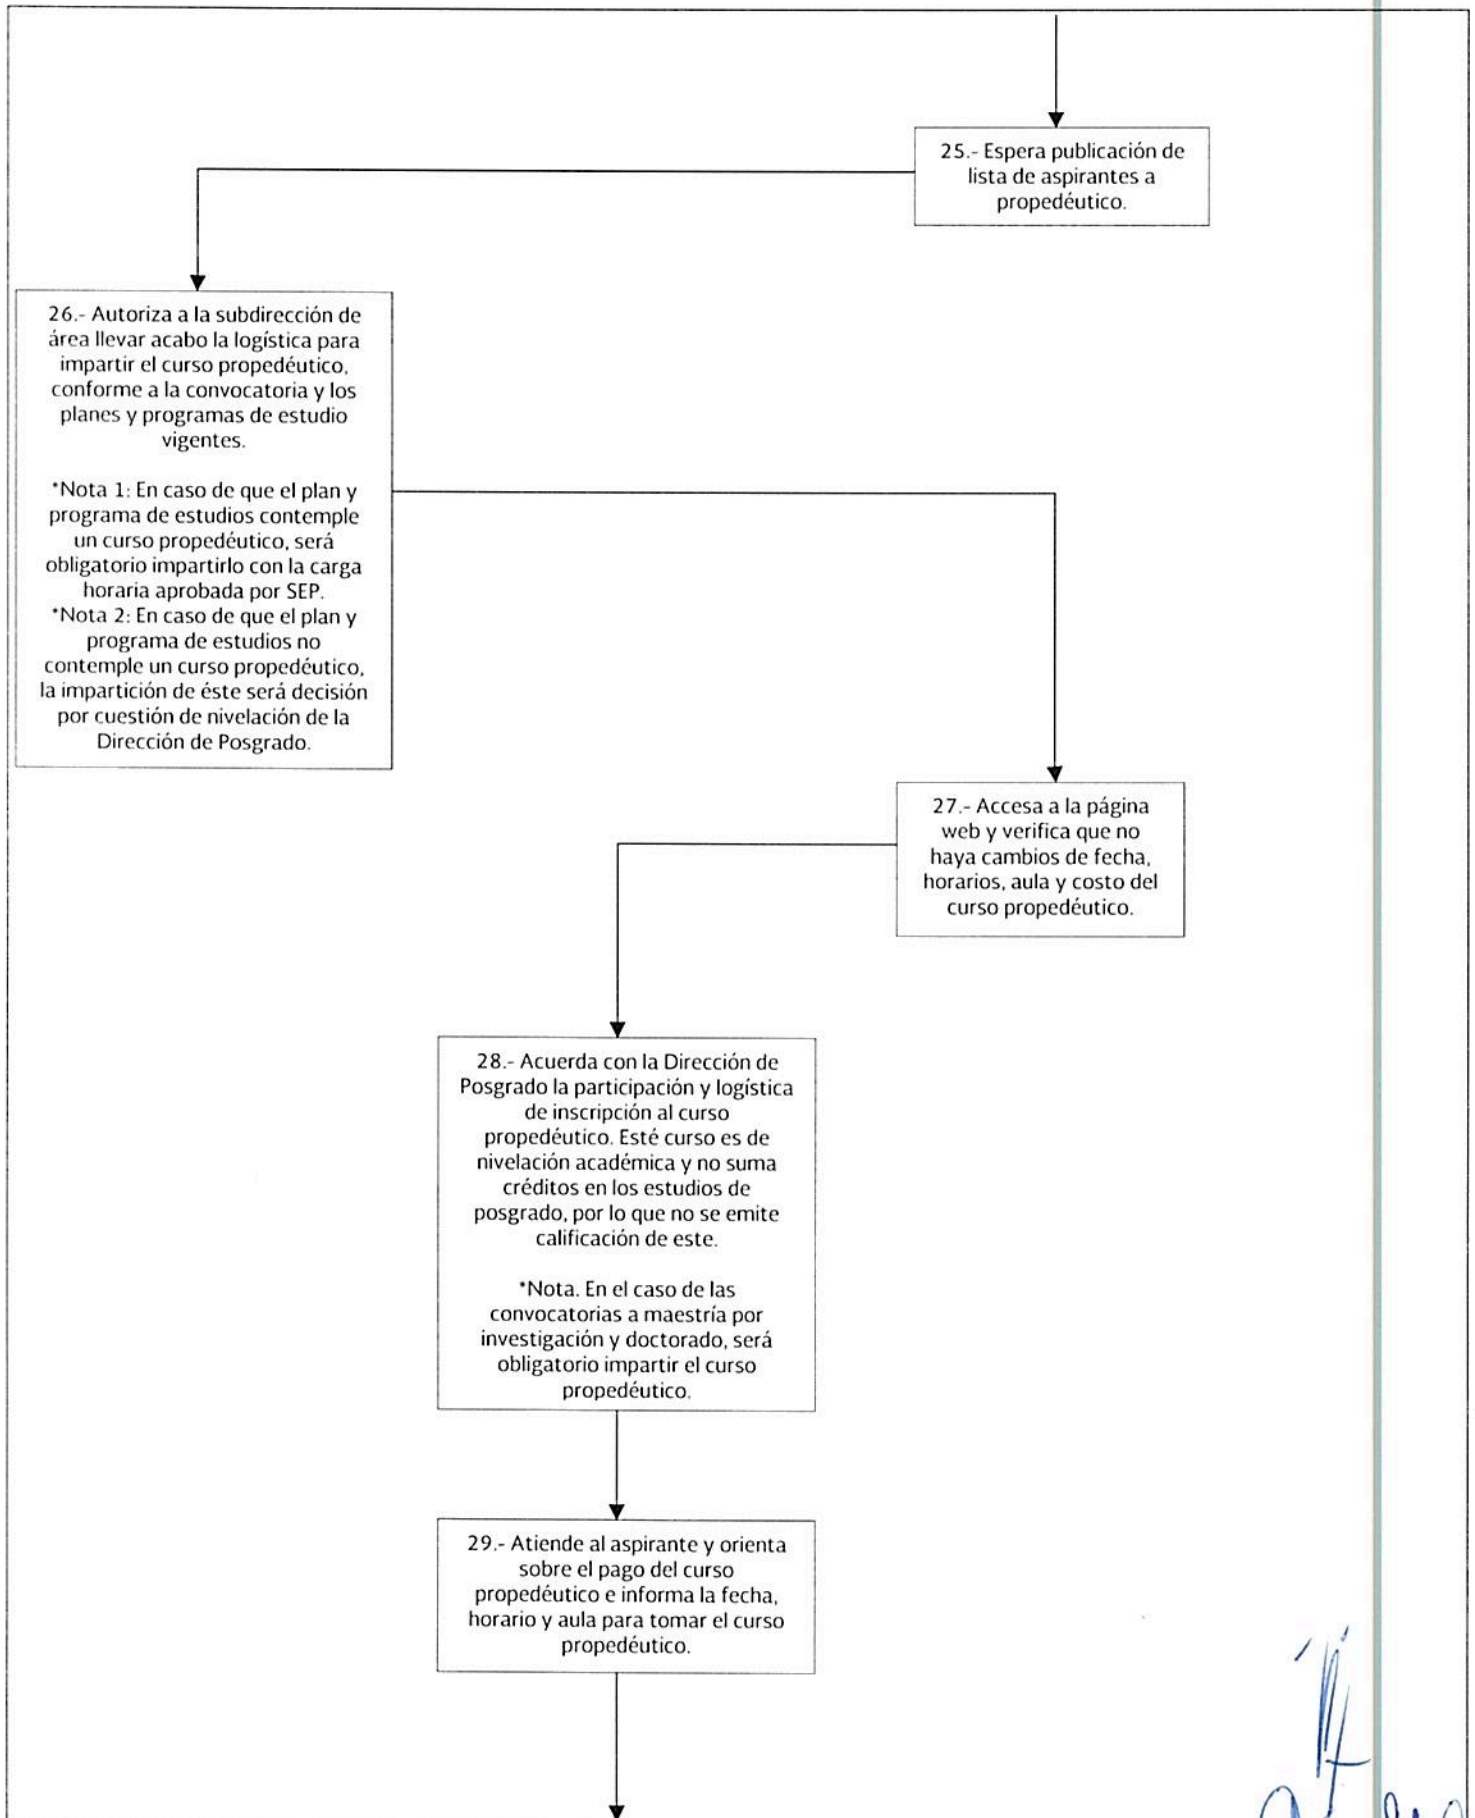 25.- Espera publicación de
lista de aspirantes a
propedéutico.
26.- Autoriza a la subdirección de
área llevar acabo la logística para
impartir el curso propedéutico,
conforme a la convocatoria y los
planes y programas de estudio
vigentes.
*Nota 1: En caso de que el plan y
programa de estudios contemple
un curso propedéutico, será
obligatorio impartirlo con la carga
horaria aprobada por SEP.
*Nota 2: En caso de que el plan y
programa de estudios no
contemple un curso propedéutico,
la impartición de éste será decisión
por cuestión de nivelación de la
Dirección de Posgrado.
27.- Accesa a la página
web y verifica que no
haya cambios de fecha,
horarios, aula y costo del
curso propedéutico.
28.- Acuerda con la Dirección de
Posgrado la participación y logística
de inscripción al curso
propedéutico. Esté curso es de
nivelación académica y no suma
créditos en los estudios de
posgrado, por lo que no se emite
calificación de este.
*Nota. En el caso de las
convocatorias a maestría por
investigación y doctorado, será
obligatorio impartir el curso
propedéutico.
29.- Atiende al aspirante y orienta
sobre el pago del curso
propedéutico e informa la fecha,
horario y aula para tomar el curso
propedéutico.